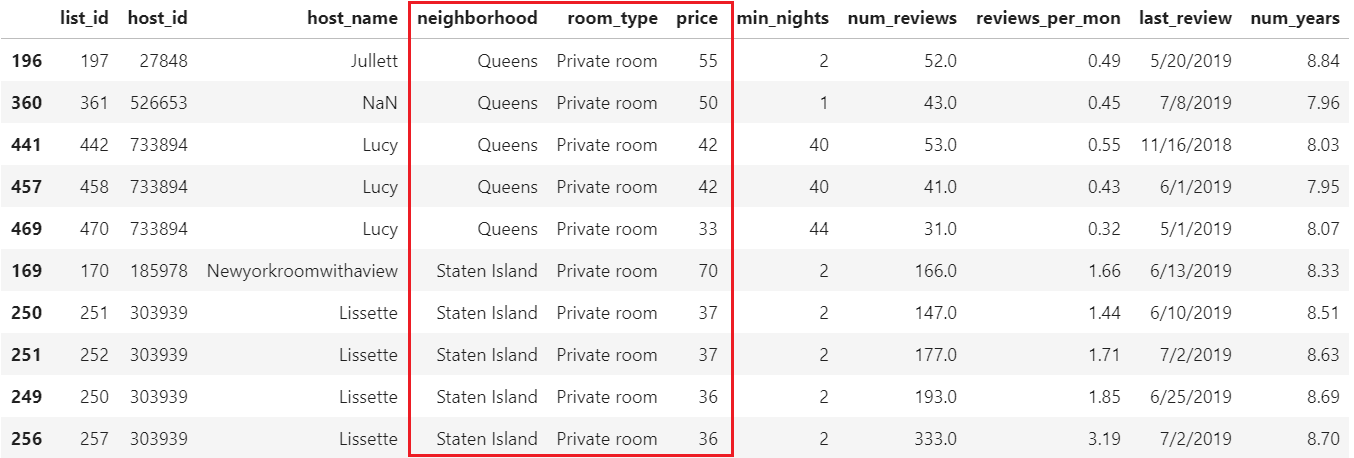 list_id host_id host_name neighborhood room_type price min_nights num_reviews reviews_per_mon last_review num_years
196 197 27848 Jullett Queens Private room 55 2 52.0 0.49 5/20/2019 8.84
360 361 526653 NaN Queens Private room 50 1 43.0 0.45 7/8/2019 7.96
441 442 733894 Lucy Queens Private room 42 40 53.0 0.55 11/16/2018 8.03
457 458 733894 Lucy Queens Private room 42 40 41.0 0.43 6/1/2019 7.95
469 470 733894 Lucy Queens Private room 33 44 31.0 0.32 5/1/2019 8.07
169 170 185978 Newyorkroomwithaview Staten Island Private room 70 2 166.0 1.66 6/13/2019 8.33
250 251 303939 Lissette Staten Island Private room 37 2 147.0 1.44 6/10/2019 8.51
251 252 303939 Lissette Staten Island Private room 37 2 177.0 1.71 7/2/2019 8.63
249 250 303939 Lissette Staten Island Private room 36 2 193.0 1.85 6/25/2019 8.69
256 257 303939 Lissette Staten Island Private room 36 2 333.0 3.19 7/2/2019 8.70